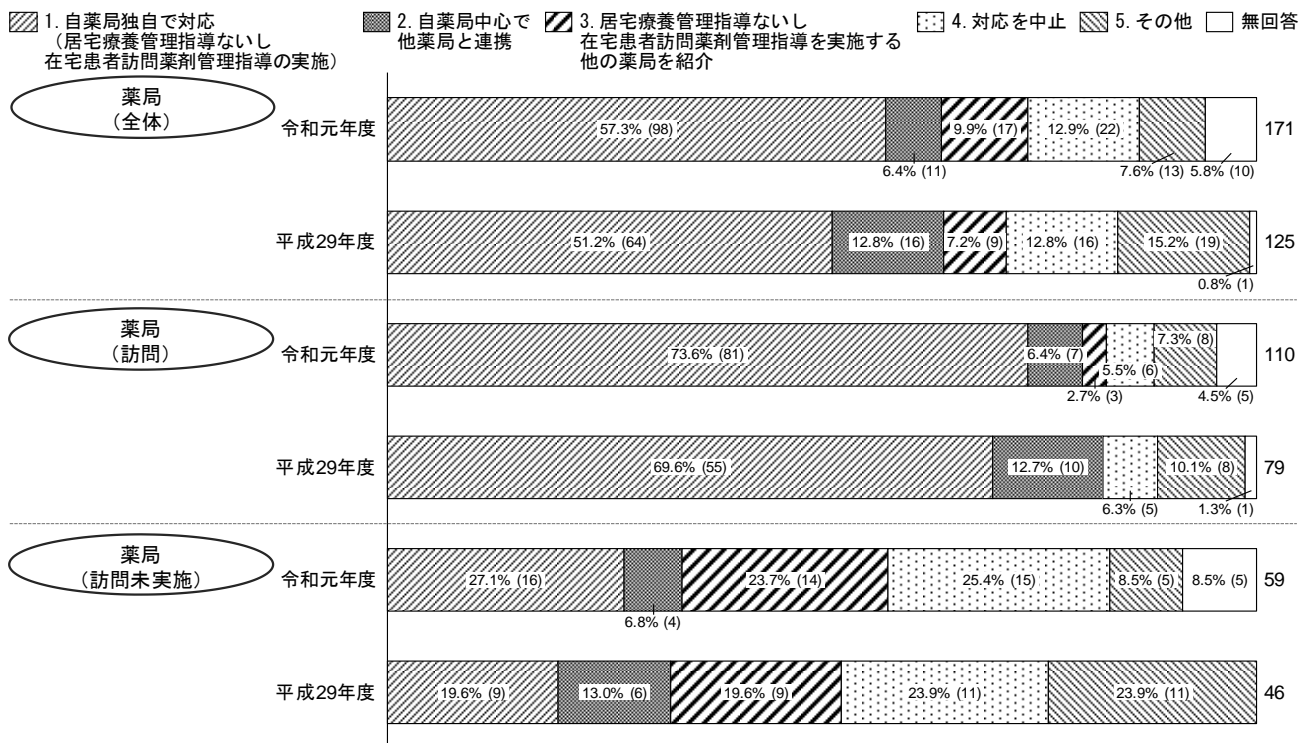 1. 自薬局独自で対応
（居宅療養管理指導ないし
在宅患者訪問薬剤管理指導の実施）
2. 自薬局中心で
他薬局と連携
3. 居宅療養管理指導ないし
在宅患者訪問薬剤管理指導を実施する
他の薬局を紹介
4. 対応を中止
5. その他
無回答
薬局
（全体）
令和元年度
57.3% (98)
6.4% (11)
9.9% (17)
12.9% (22)
7.6% (13)
5.8% (10)
171
平成29年度
51.2% (64)
12.8% (16)
7.2% (9)
12.8% (16)
15.2% (19)
0.8% (1)
125
薬局
（訪問）
令和元年度
73.6% (81)
6.4% (7)
2.7% (3)
5.5% (6)
7.3% (8)
4.5% (5)
110
平成29年度
69.6% (55)
12.7% (10)
6.3% (5)
10.1% (8)
1.3% (1)
79
薬局
（訪問未実施）
令和元年度
27.1% (16)
6.8% (4)
23.7% (14)
25.4% (15)
8.5% (5)
8.5% (5)
59
平成29年度
19.6% (9)
13.0% (6)
19.6% (9)
23.9% (11)
23.9% (11)
46